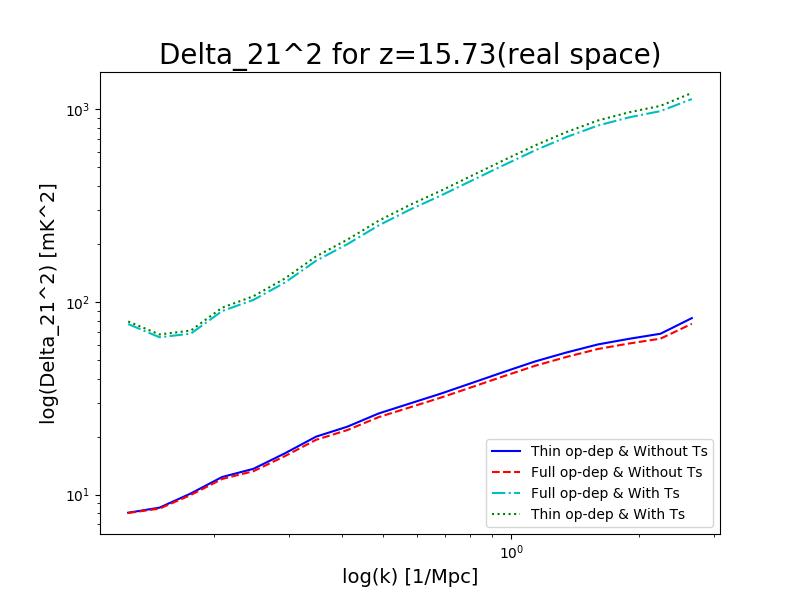 Delta_21^2 for z=15.73(real space)
log(Delta_21^2) [mK^2]
10^3
10^2
10^1
Thin op-dep & Without Ts
Full op-dep & Without Ts
Full op-dep & With Ts
Thin op-dep & With Ts
10^0
log(k) [1/Mpc]